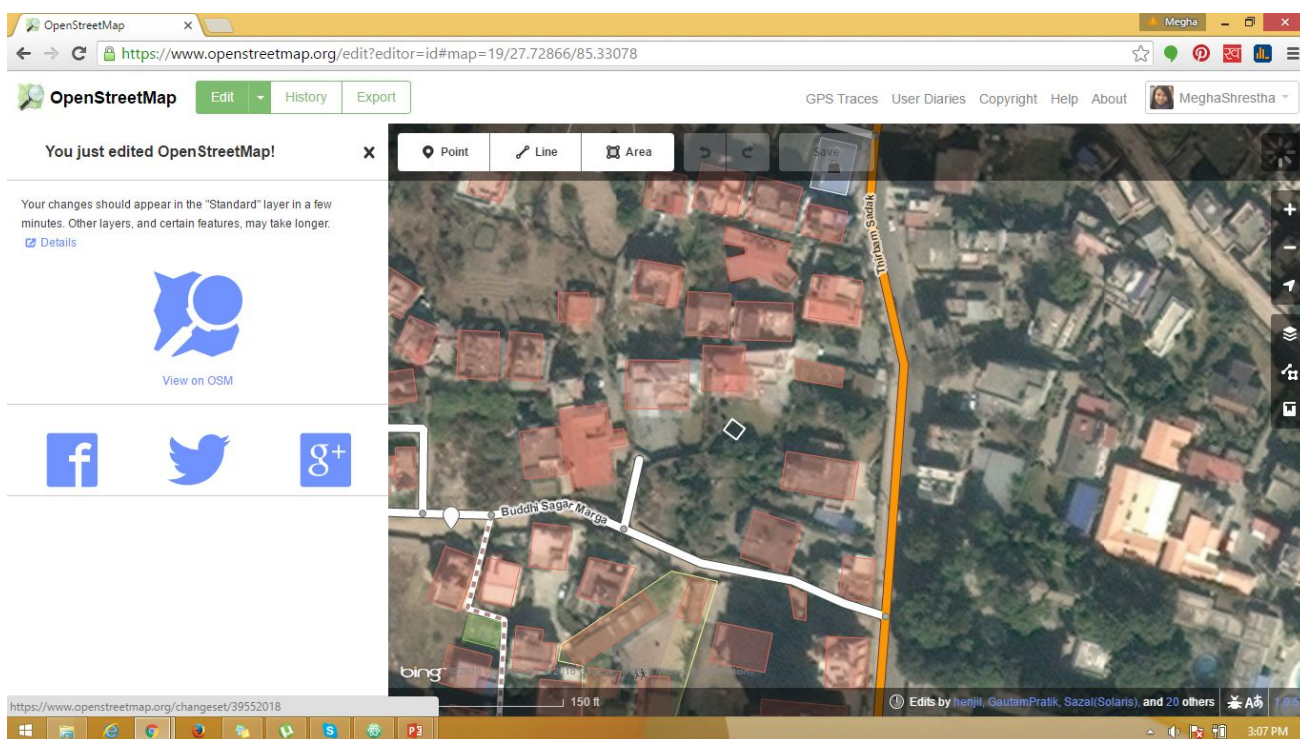 OpenStreetMap
Megha
https://www.openstreetmap.org/edit?editor=id#map=19/27.72866/85.33078
OpenStreetMap
Edit
History
Export
GPS Traces
User Diaries
Copyright
Help
About
MeghaShrestha
You just edited OpenStreetMap!
Point
Line
Area
Save
Your changes should appear in the "Standard" layer in a few
minutes. Other layers, and certain features, may take longer.
Details
View on OSM
Thirbam Sadak
Buddhi Sagar Marga
bing
150 ft
https://www.openstreetmap.org/changeset/39552018
Edits by henjil, GautamPratik, Sazal(Solaris), and 20 others
1.9.5
3:07 PM